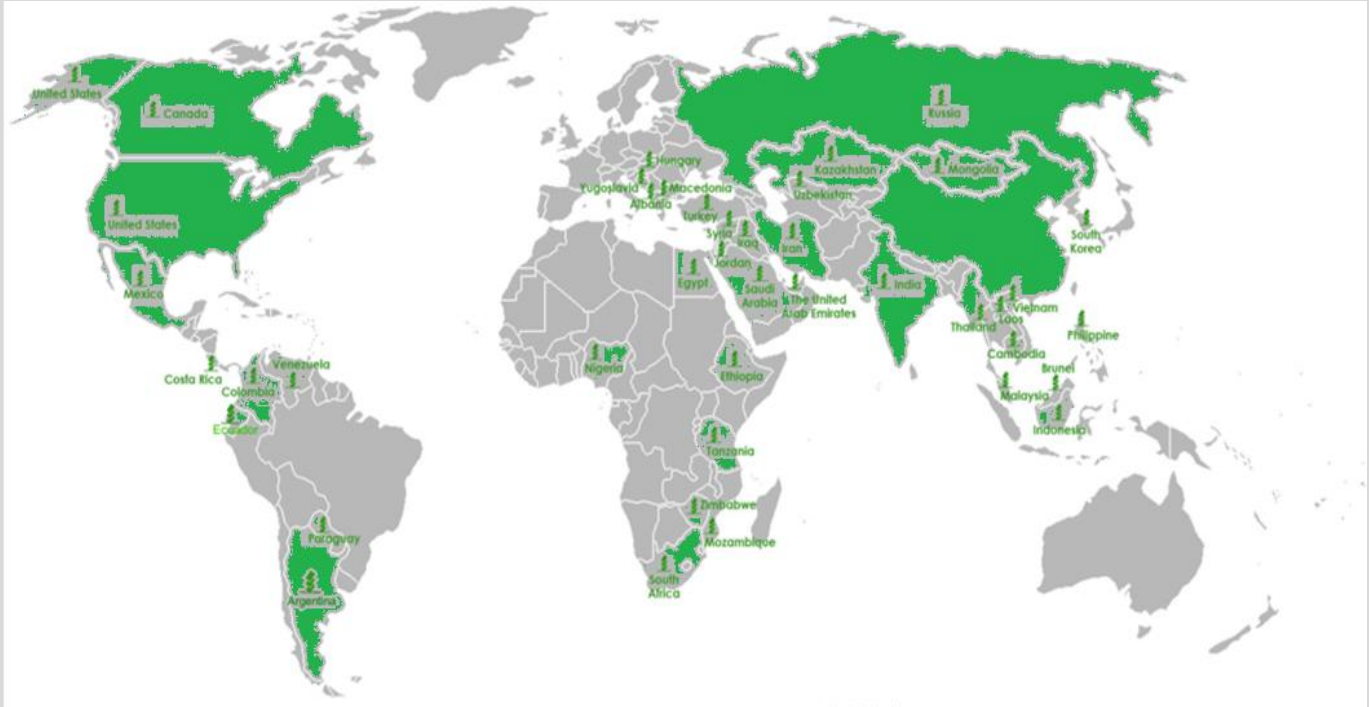 United States
Canada
Russia
Hungary
Kazakhstan
Mongolia
Yugoslavia
Macedonia
Uzbekistan
Albania
Turkey
United States
Syria
Iraq
Iran
South
Korea
Jordan
Egypt
India
Mexico
Saudi
Arabia
The United
Arab Emirates
Vietnam
Laos
Thailand
Philippine
Cambodia
Venezuela
Nigeria
Ethiopia
Brunei
Costa Rica
Colombia
Malaysia
Ecuador
Indonesia
Tanzania
Zimbabwe
Paraguay
Mozambique
South
Africa
Argentina